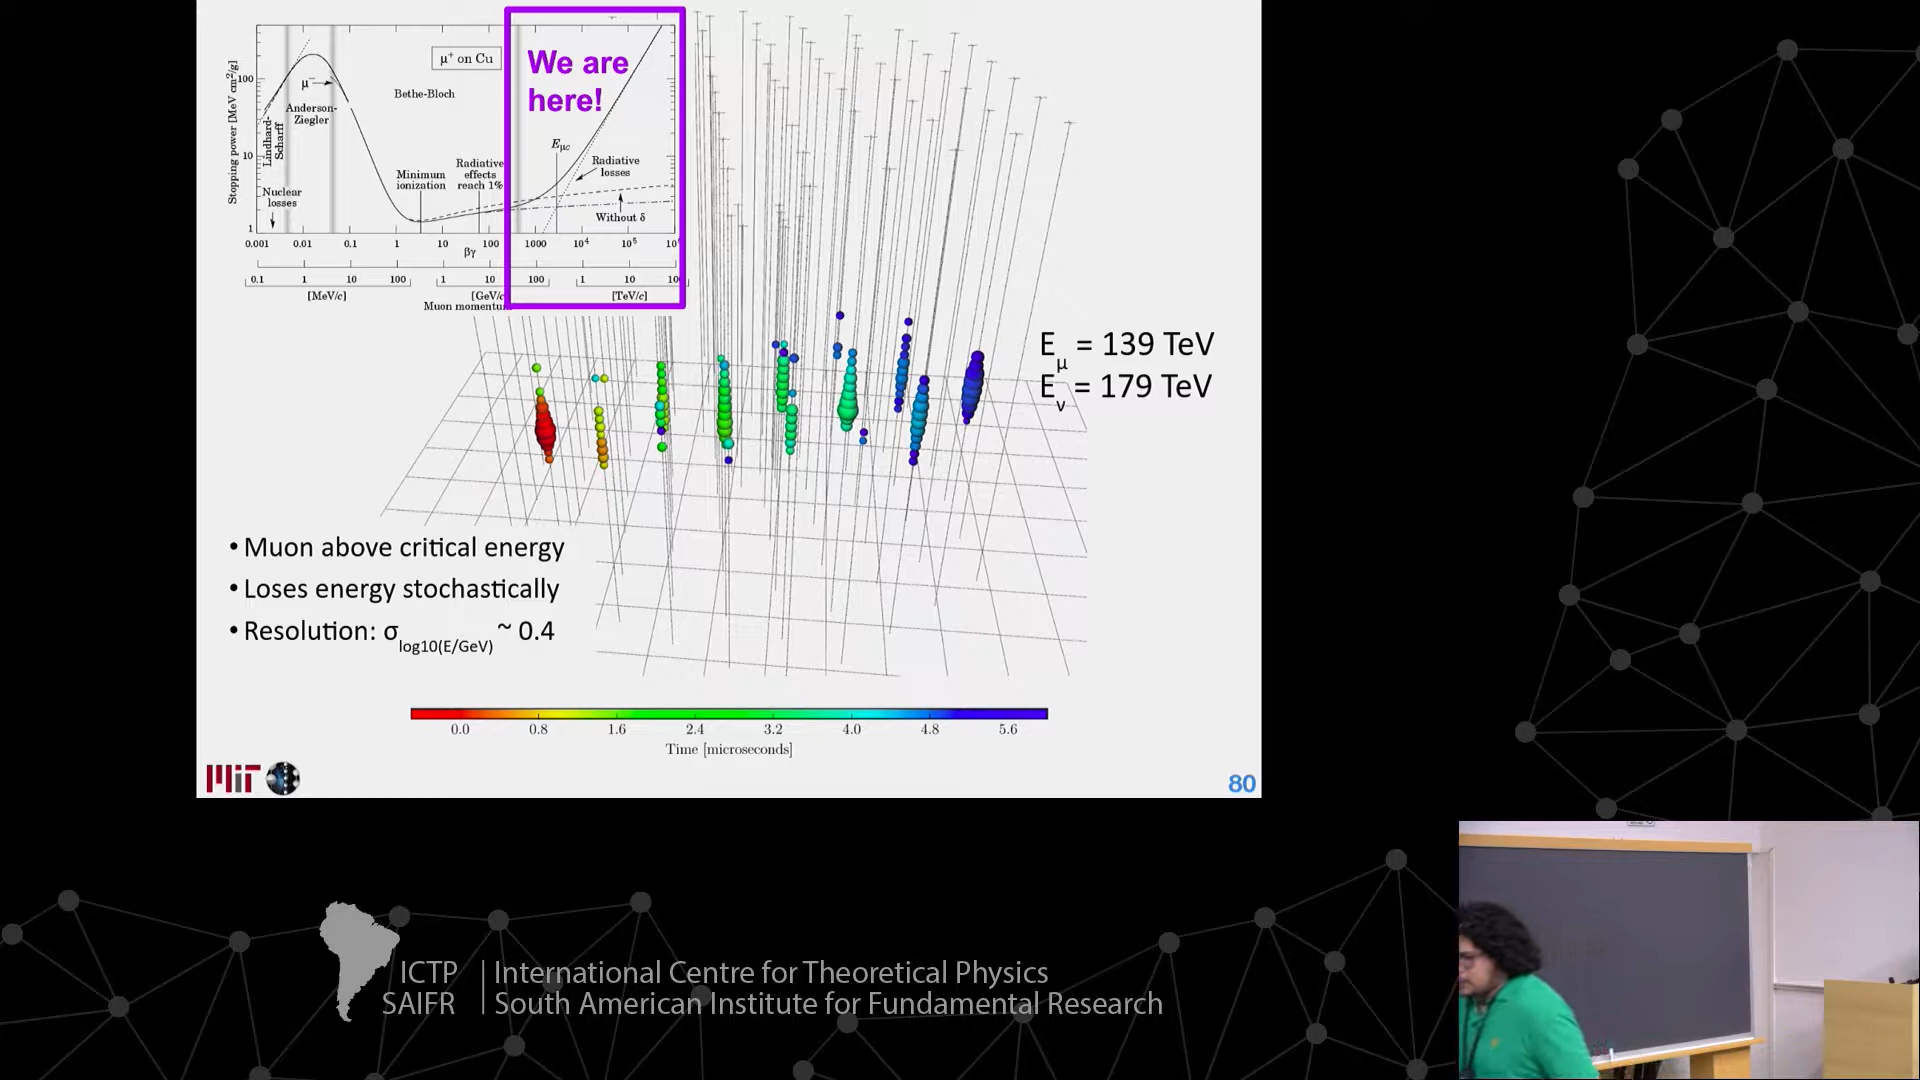 Stopping power [MeV cm²/g]
100
10
1
Lindhard-
Scharff
Nuclear
losses
μ⁻
Anderson-
Ziegler
μ⁺ on Cu
Bethe-Bloch
Minimum
ionization
Radiative
effects
reach 1%
We are
here!
Eμc
Radiative
losses
Without δ
0.001 0.01 0.1 1 10 100 1000 10⁴ 10⁵
βγ
0.1 1 10 100 1 10 100 1 10
[MeV/c] [GeV/c [TeV/c]
Muon momentum
Eμ = 139 TeV
Eν = 179 TeV
• Muon above critical energy
• Loses energy stochastically
• Resolution: σlog10(E/GeV) ~ 0.4
0.0 0.8 1.6 2.4 3.2 4.0 4.8 5.6
Time [microseconds]
MIT
80
ICTP | International Centre for Theoretical Physics
SAIFR | South American Institute for Fundamental Research